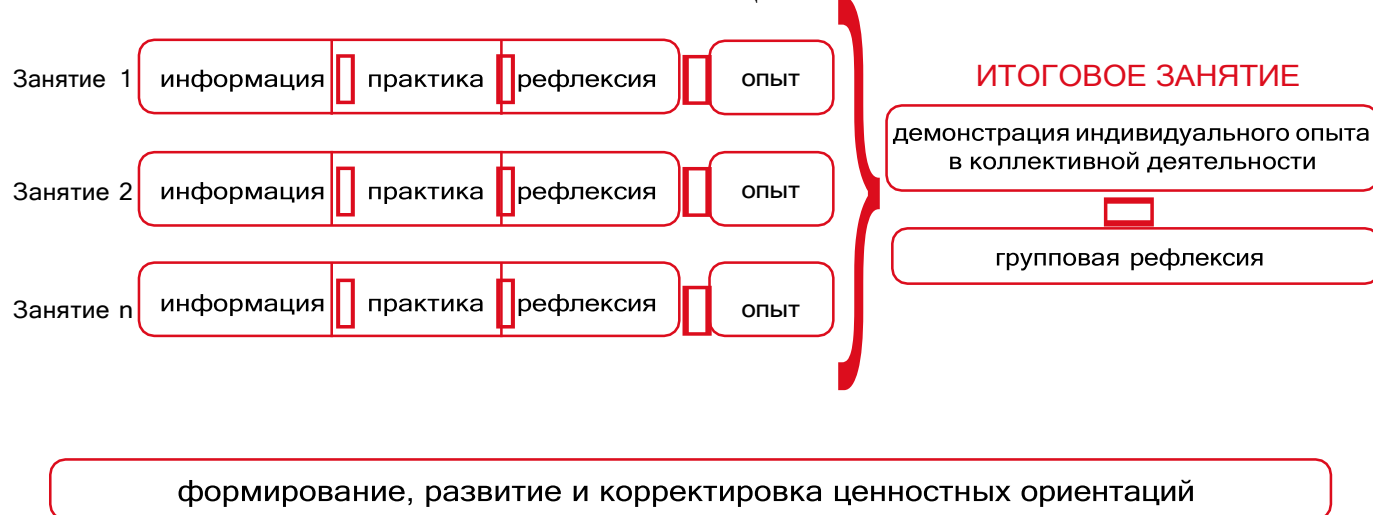 Занятие 1 информация практика рефлексия опыт
ИТОГОВОЕ ЗАНЯТИЕ
демонстрация индивидуального опыта
в коллективной деятельности
Занятие 2 информация практика рефлексия опыт
групповая рефлексия
Занятие n информация практика рефлексия опыт
формирование, развитие и корректировка ценностных ориентаций